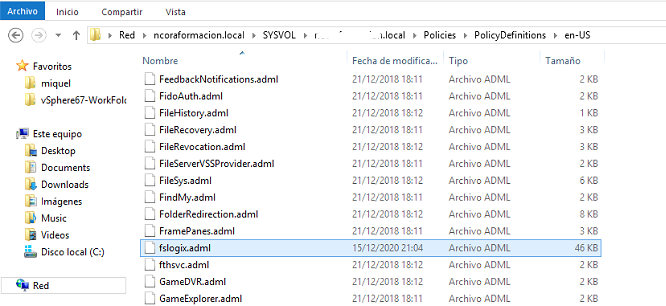 Archivo Inicio Compartir Vista
Red ncoraformacion.local SYSVOL .local Policies PolicyDefinitions en-US
Nombre Fecha de modifica... Tipo Tamaño
Favoritos
miquel
vSphere67-WorkFol
Este equipo
Desktop
Documents
Downloads
Imágenes
Music
Videos
Disco local (C:)
Red
FeedbackNotifications.adml 21/12/2018 18:11 Archivo ADML 2 KB
FidoAuth.adml 21/12/2018 18:11 Archivo ADML 2 KB
FileHistory.adml 21/12/2018 18:12 Archivo ADML 1 KB
FileRecovery.adml 21/12/2018 18:11 Archivo ADML 3 KB
FileRevocation.adml 21/12/2018 18:12 Archivo ADML 3 KB
FileServerVSSProvider.adml 21/12/2018 18:11 Archivo ADML 2 KB
FileSys.adml 21/12/2018 18:12 Archivo ADML 6 KB
FindMy.adml 21/12/2018 18:11 Archivo ADML 2 KB
FolderRedirection.adml 21/12/2018 18:12 Archivo ADML 8 KB
FramePanes.adml 21/12/2018 18:11 Archivo ADML 3 KB
fslogix.adml 15/12/2020 21:04 Archivo ADML 46 KB
fthsvc.adml 21/12/2018 18:12 Archivo ADML 2 KB
GameDVR.adml 21/12/2018 18:11 Archivo ADML 2 KB
GameExplorer.adml 21/12/2018 18:11 Archivo ADML 3 KB